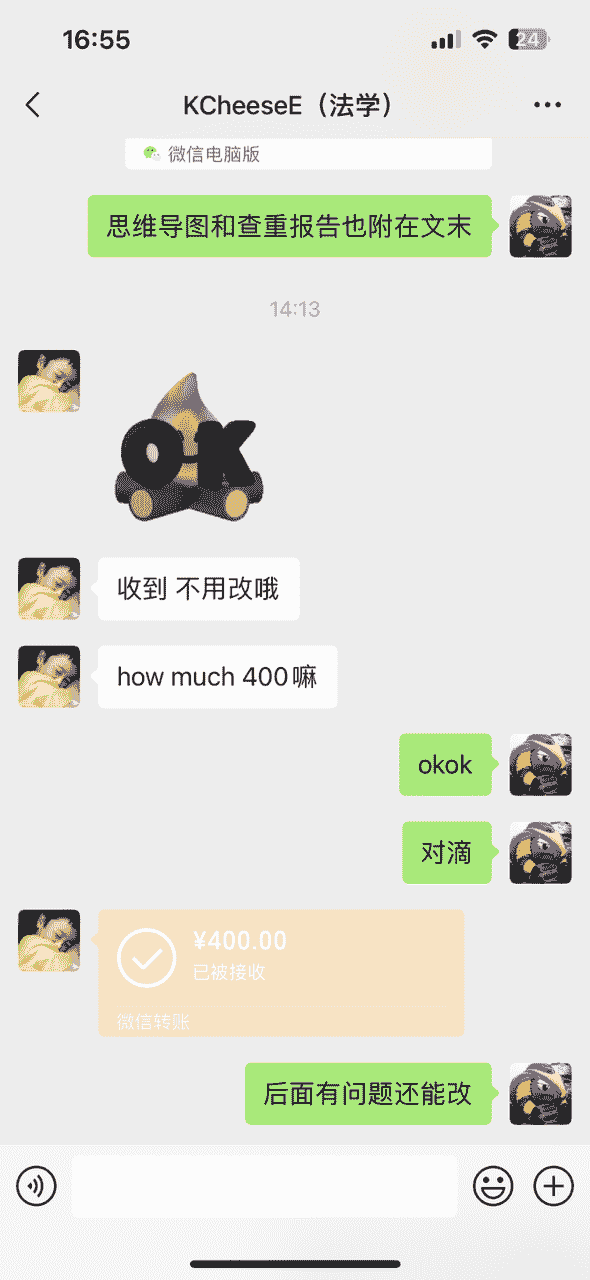 16:55
24
KCheeseE（法学）
微信电脑版
思维导图和查重报告也附在文末
14:13
OK
收到 不用改哦
how much 400嘛
okok
对滴
¥400.00
已被接收
微信转账
后面有问题还能改